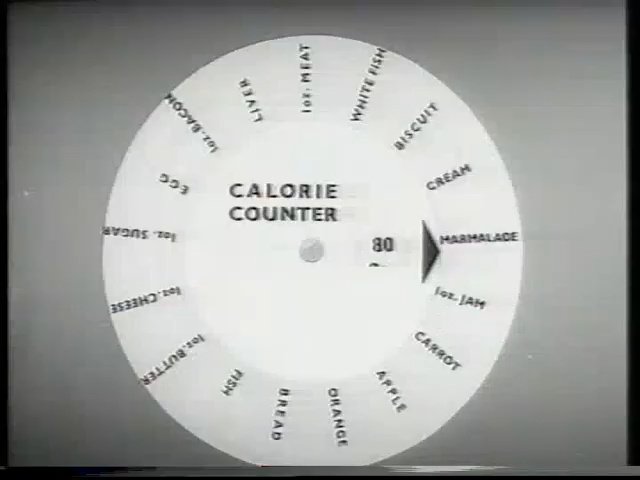 CALORIE
COUNTER
80
1oz. MEAT
WHITE FISH
BISCUIT
CREAM
MARMALADE
1oz. JAM
CARROT
APPLE
ORANGE
BREAD
FISH
1oz. BUTTER
1oz. CHEESE
1oz. SUGAR
EGG
1oz. BACON
LIVER